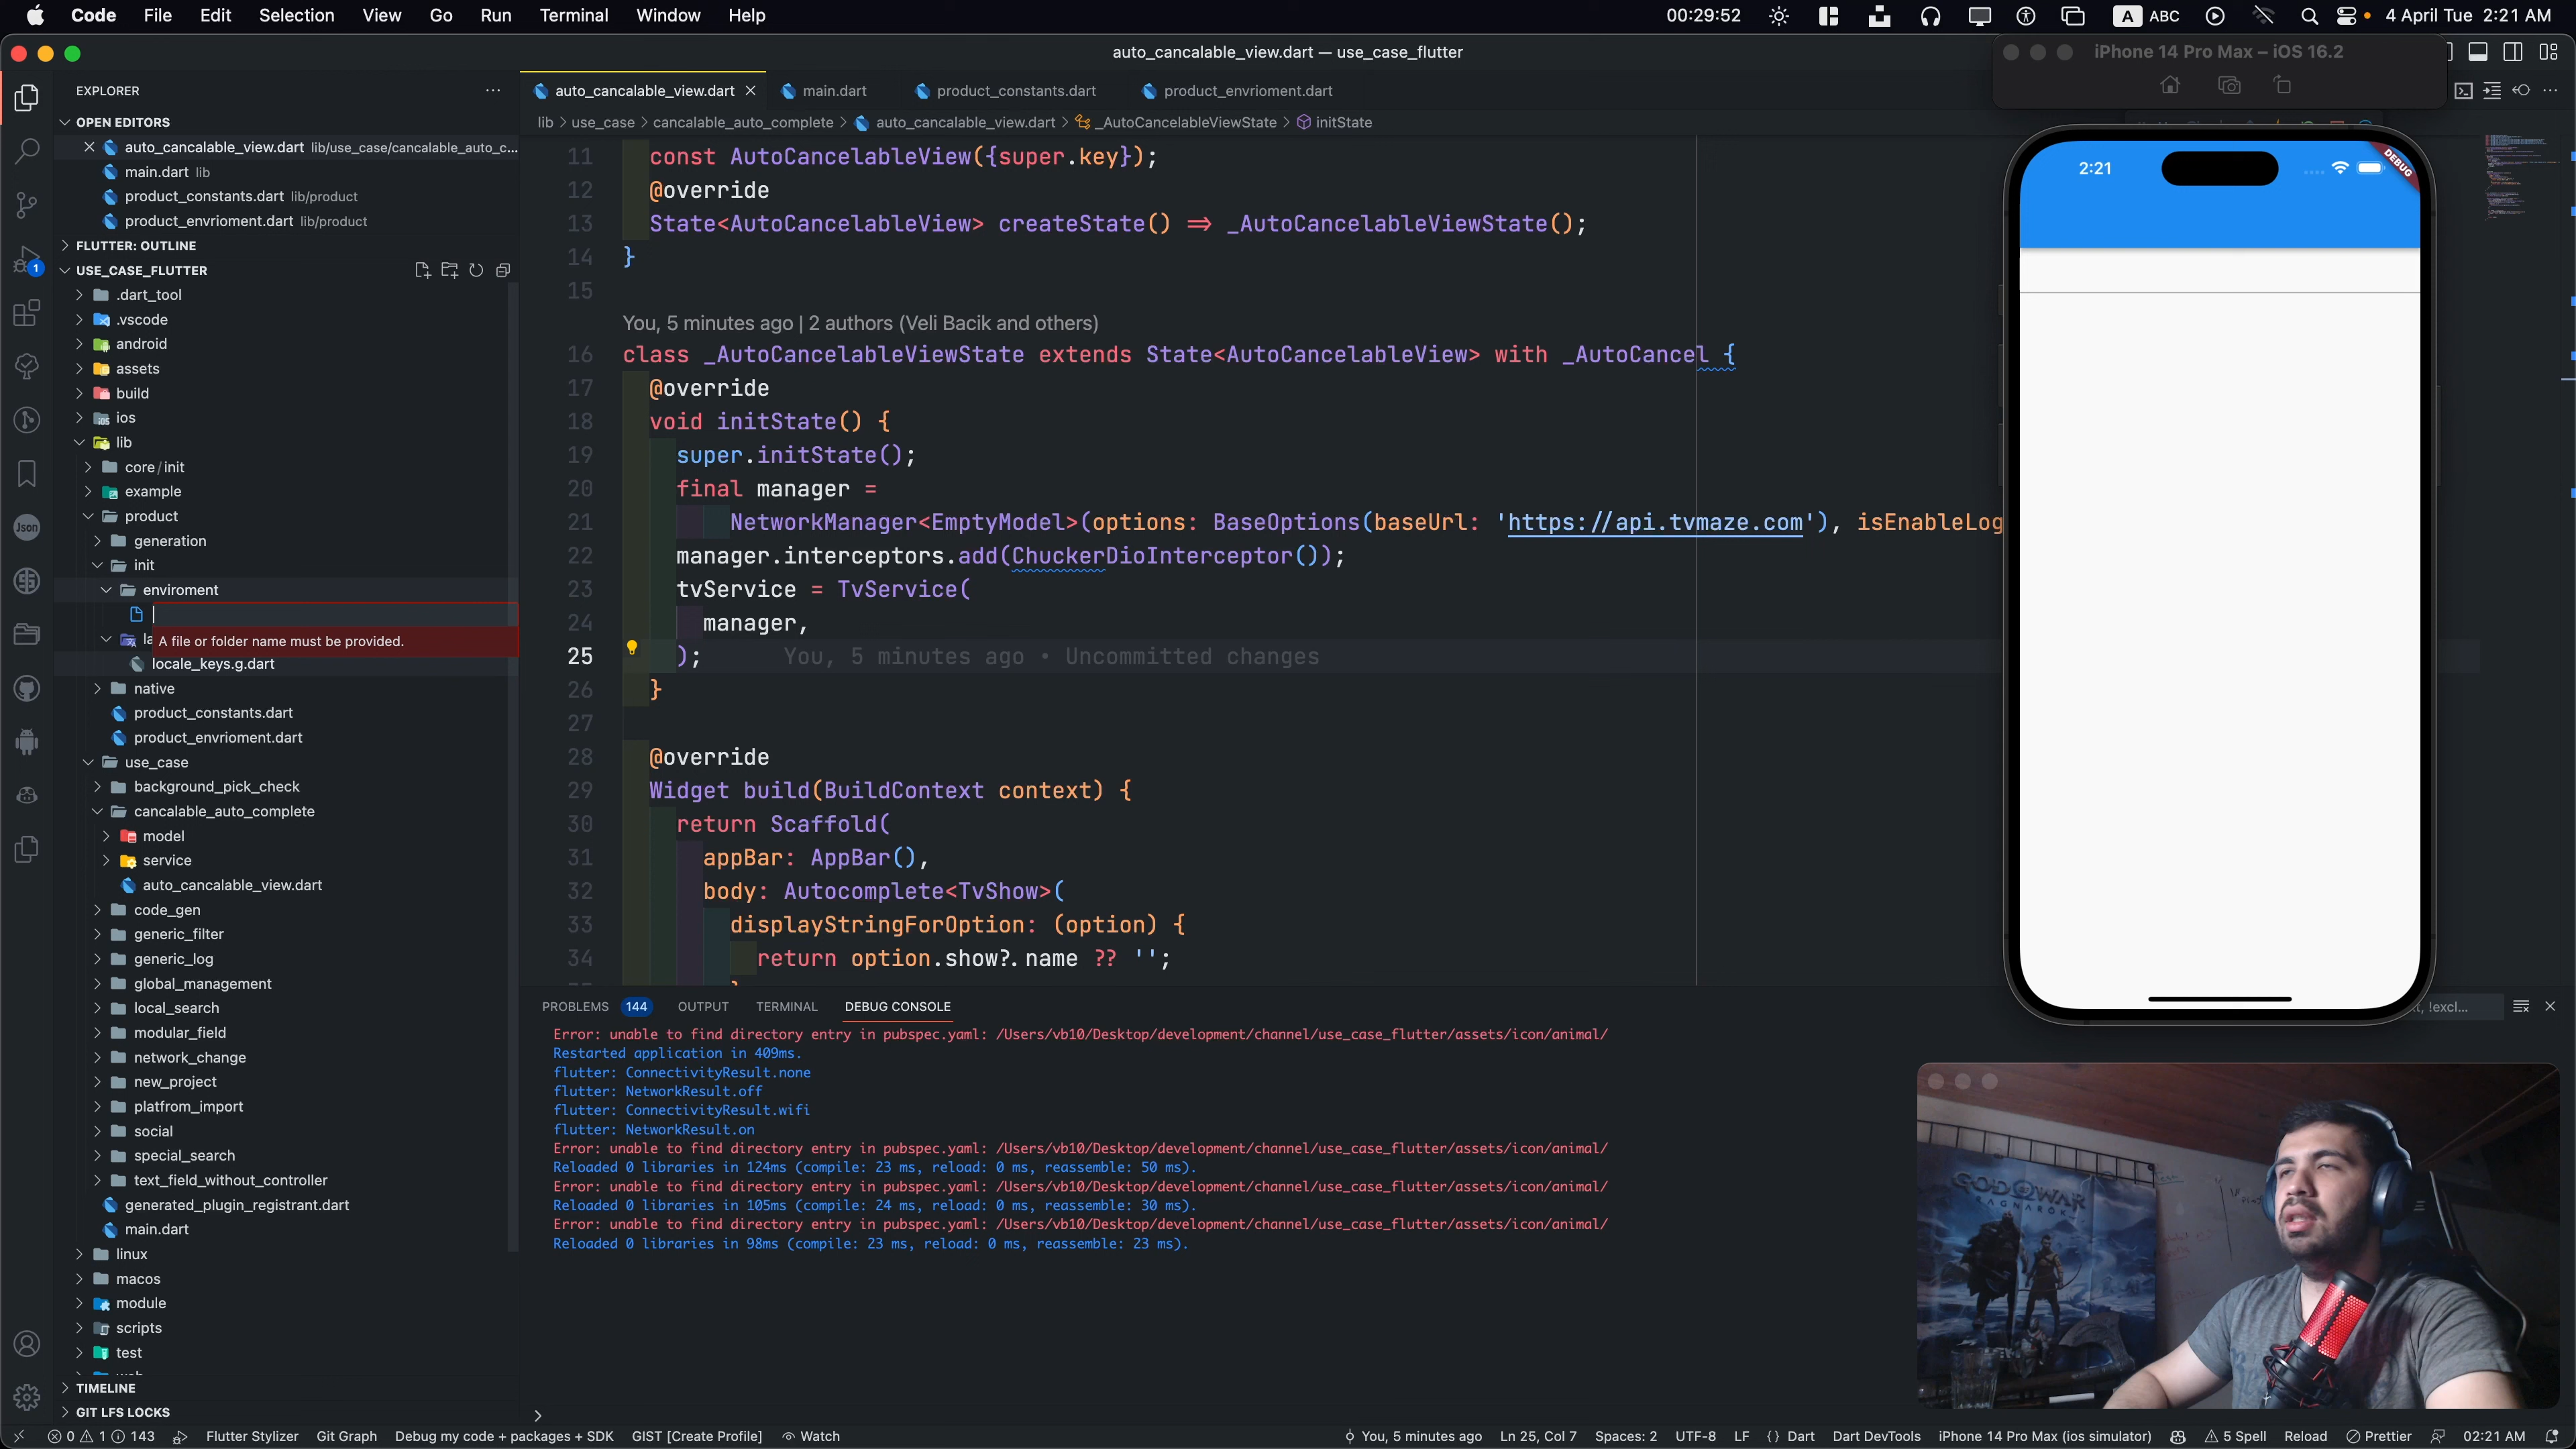 Code File Edit Selection View Go Run Terminal Window Help 00:29:52 A ABC 4 April Tue 2:21 AM
auto_cancalable_view.dart — use_case_flutter
iPhone 14 Pro Max – iOS 16.2
EXPLORER
auto_cancalable_view.dart main.dart product_constants.dart product_envrioment.dart
lib > use_case > cancalable_auto_complete > auto_cancalable_view.dart > _AutoCancelableViewState > initState
OPEN EDITORS
auto_cancalable_view.dart lib/use_case/cancalable_auto_c...
main.dart lib
product_constants.dart lib/product
product_envrioment.dart lib/product
FLUTTER: OUTLINE
USE_CASE_FLUTTER
.dart_tool
.vscode
android
assets
build
ios
lib
core/init
example
product
generation
init
enviroment
A file or folder name must be provided.
la
locale_keys.g.dart
native
product_constants.dart
product_envrioment.dart
use_case
background_pick_check
cancalable_auto_complete
model
service
auto_cancalable_view.dart
code_gen
generic_filter
generic_log
global_management
local_search
modular_field
network_change
new_project
platfrom_import
social
special_search
text_field_without_controller
generated_plugin_registrant.dart
main.dart
linux
macos
module
scripts
test
TIMELINE
GIT LFS LOCKS
1
Json
11 const AutoCancelableView({super.key});
12 @override
13 State<AutoCancelableView> createState() => _AutoCancelableViewState();
14 }
15
You, 5 minutes ago | 2 authors (Veli Bacik and others)
16 class _AutoCancelableViewState extends State<AutoCancelableView> with _AutoCancel {
17 @override
18 void initState() {
19 super.initState();
20 final manager =
21 NetworkManager<EmptyModel>(options: BaseOptions(baseUrl: 'https://api.tvmaze.com'), isEnableLog
22 manager.interceptors.add(ChuckerDioInterceptor());
23 tvService = TvService(
24 manager,
25 ); You, 5 minutes ago • Uncommitted changes
26 }
27
28 @override
29 Widget build(BuildContext context) {
30 return Scaffold(
31 appBar: AppBar(),
32 body: Autocomplete<TvShow>(
33 displayStringForOption: (option) {
34 return option.show?.name ?? '';
2:21
DEBUG
PROBLEMS 144 OUTPUT TERMINAL DEBUG CONSOLE !excl...
Error: unable to find directory entry in pubspec.yaml: /Users/vb10/Desktop/development/channel/use_case_flutter/assets/icon/animal/
Restarted application in 409ms.
flutter: ConnectivityResult.none
flutter: NetworkResult.off
flutter: ConnectivityResult.wifi
flutter: NetworkResult.on
Error: unable to find directory entry in pubspec.yaml: /Users/vb10/Desktop/development/channel/use_case_flutter/assets/icon/animal/
Reloaded 0 libraries in 124ms (compile: 23 ms, reload: 0 ms, reassemble: 50 ms).
Error: unable to find directory entry in pubspec.yaml: /Users/vb10/Desktop/development/channel/use_case_flutter/assets/icon/animal/
Reloaded 0 libraries in 105ms (compile: 24 ms, reload: 0 ms, reassemble: 30 ms).
Error: unable to find directory entry in pubspec.yaml: /Users/vb10/Desktop/development/channel/use_case_flutter/assets/icon/animal/
Reloaded 0 libraries in 98ms (compile: 23 ms, reload: 0 ms, reassemble: 23 ms).
GOD OF WAR
RAGNARÖK
0 1 143 Flutter Stylizer Git Graph Debug my code + packages + SDK GIST [Create Profile] Watch You, 5 minutes ago Ln 25, Col 7 Spaces: 2 UTF-8 LF {} Dart Dart DevTools iPhone 14 Pro Max (ios simulator) 5 Spell Reload Prettier 02:21 AM